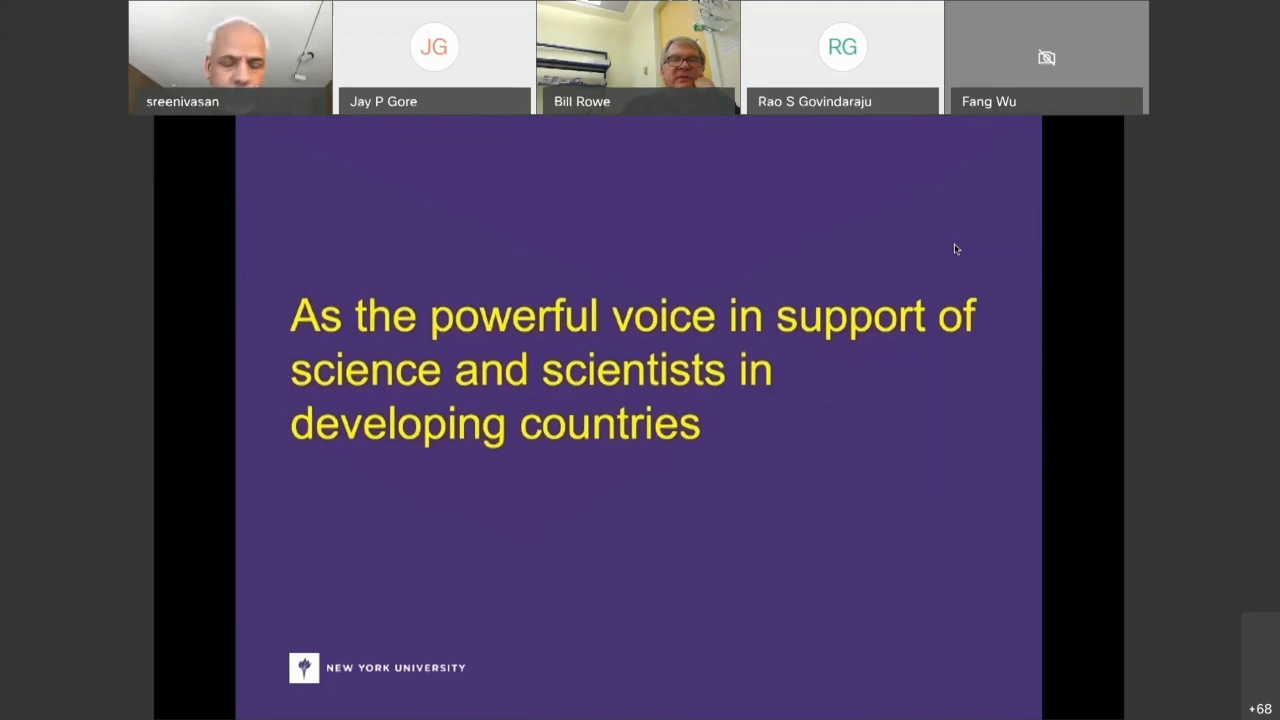 JG
RG
sreenivasan
Jay P Gore
Bill Rowe
Rao S Govindaraju
Fang Wu
As the powerful voice in support of
science and scientists in
developing countries
NEW YORK UNIVERSITY
+68